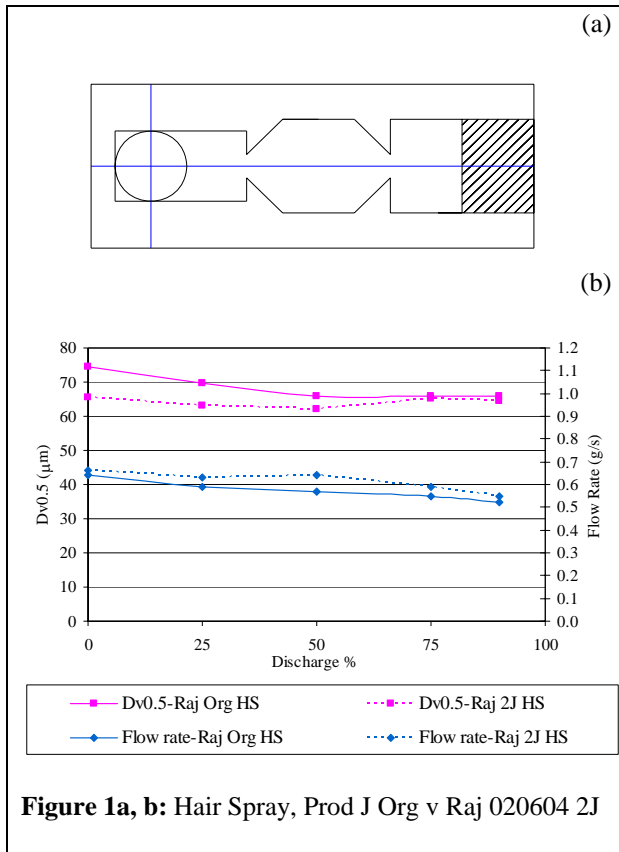 (a)
(b)
80
70
60
50
40
30
20
10
0
Dv0.5 (μm)
1.2
1.1
1.0
0.9
0.8
0.7
0.6
0.5
0.4
0.3
0.2
0.1
0.0
Flow Rate (g/s)
0 25 50 75 100
Discharge %
Dv0.5-Raj Org HS Dv0.5-Raj 2J HS
Flow rate-Raj Org HS Flow rate-Raj 2J HS
Figure 1a, b: Hair Spray, Prod J Org v Raj 020604 2J